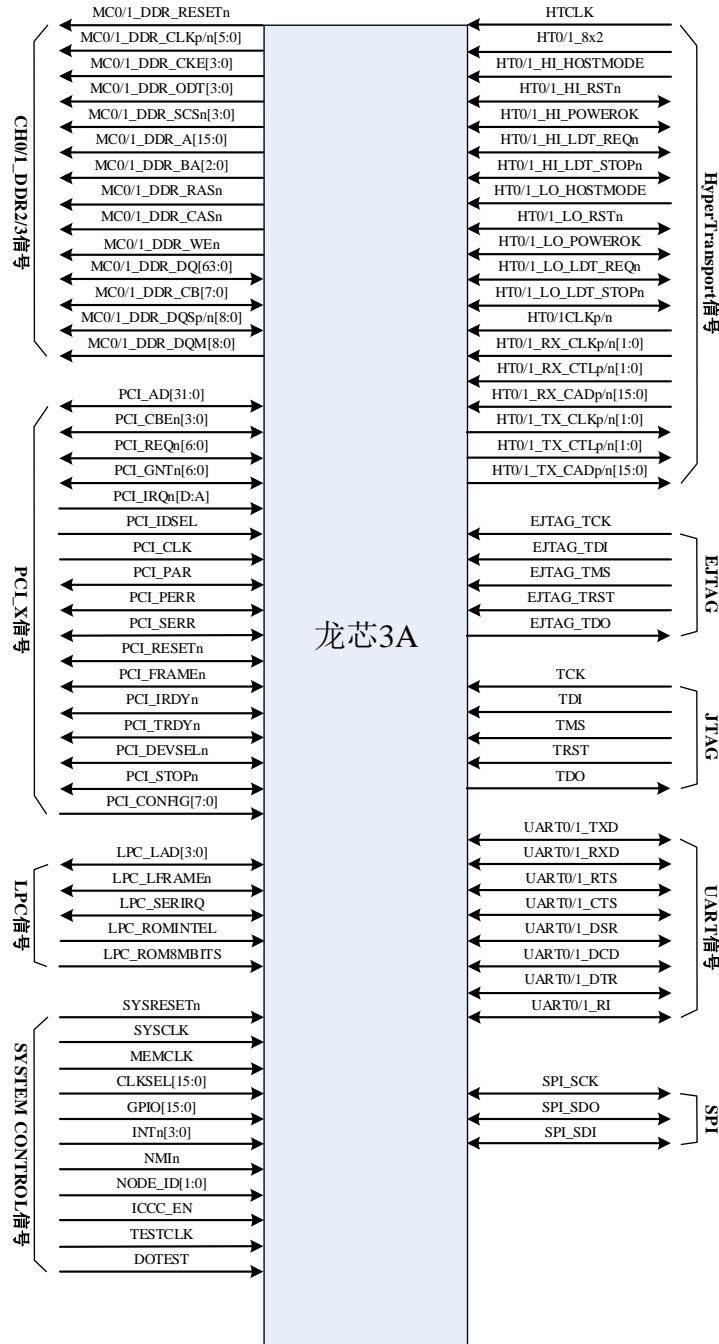 CH0/1_DDR2/3信号
MC0/1_DDR_RESETn
MC0/1_DDR_CLKp/n[5:0]
MC0/1_DDR_CKE[3:0]
MC0/1_DDR_ODT[3:0]
MC0/1_DDR_SCSn[3:0]
MC0/1_DDR_A[15:0]
MC0/1_DDR_BA[2:0]
MC0/1_DDR_RASn
MC0/1_DDR_CASn
MC0/1_DDR_WEn
MC0/1_DDR_DQ[63:0]
MC0/1_DDR_CB[7:0]
MC0/1_DDR_DQSp/n[8:0]
MC0/1_DDR_DQM[8:0]
PCI_X信号
PCI_AD[31:0]
PCI_CBEn[3:0]
PCI_REQn[6:0]
PCI_GNTn[6:0]
PCI_IRQn[D:A]
PCI_IDSEL
PCI_CLK
PCI_PAR
PCI_PERR
PCI_SERR
PCI_RESETn
PCI_FRAMEn
PCI_IRDYn
PCI_TRDYn
PCI_DEVSELn
PCI_STOPn
PCI_CONFIG[7:0]
LPC信号
LPC_LAD[3:0]
LPC_LFRAMEn
LPC_SERIRQ
LPC_ROMINTEL
LPC_ROM8MBITS
SYSTEM CONTROL信号
SYSRESETn
SYSCLK
MEMCLK
CLKSEL[15:0]
GPIO[15:0]
INTn[3:0]
NMIn
NODE_ID[1:0]
ICCC_EN
TESTCLK
DOTEST
龙芯3A
HTCLK
HT0/1_8x2
HT0/1_HI_HOSTMODE
HT0/1_HI_RSTn
HT0/1_HI_POWEROK
HT0/1_HI_LDT_REQn
HT0/1_HI_LDT_STOPn
HT0/1_LO_HOSTMODE
HT0/1_LO_RSTn
HT0/1_LO_POWEROK
HT0/1_LO_LDT_REQn
HT0/1_LO_LDT_STOPn
HT0/1CLKp/n
HT0/1_RX_CLKp/n[1:0]
HT0/1_RX_CTLp/n[1:0]
HT0/1_RX_CADp/n[15:0]
HT0/1_TX_CLKp/n[1:0]
HT0/1_TX_CTLp/n[1:0]
HT0/1_TX_CADp/n[15:0]
HyperTransport信号
EJTAG_TCK
EJTAG_TDI
EJTAG_TMS
EJTAG_TRST
EJTAG_TDO
EJTAG
TCK
TDI
TMS
TRST
TDO
JTAG
UART0/1_TXD
UART0/1_RXD
UART0/1_RTS
UART0/1_CTS
UART0/1_DSR
UART0/1_DCD
UART0/1_DTR
UART0/1_RI
UART信号
SPI_SCK
SPI_SDO
SPI_SDI
SPI